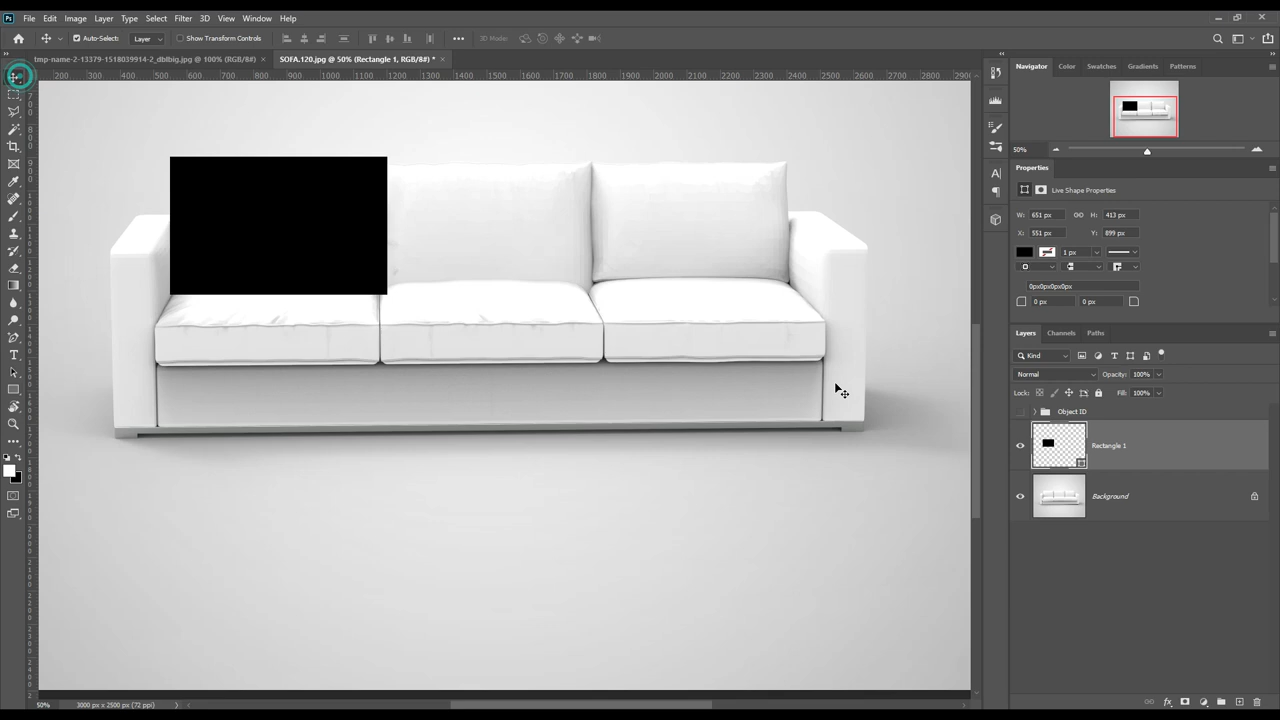 Ps File Edit Image Layer Type Select Filter 3D View Window Help
Auto-Select: Layer Show Transform Controls 3D Mode:
tmp-name-2-13379-1518039914-2_dblbig.jpg @ 100% (RGB/8#) × SOFA.120.jpg @ 50% (Rectangle 1, RGB/8#) * ×
200 300 400 500 600 700 800 900 1000 1100 1200 1300 1400 1500 1600 1700 1800 1900 2000 2100 2200 2300 2400 2500 2600 2700 2800 2900
Navigator Color Swatches Gradients Patterns
50%
Properties
Live Shape Properties
W: 651 px H: 413 px
X: 551 px Y: 899 px
1 px
0px0px0px0px
0 px 0 px
Layers Channels Paths
Kind
Normal Opacity: 100%
Lock: Fill: 100%
Object ID
Rectangle 1
Background
50% 3000 px x 2500 px (72 ppi)
fx